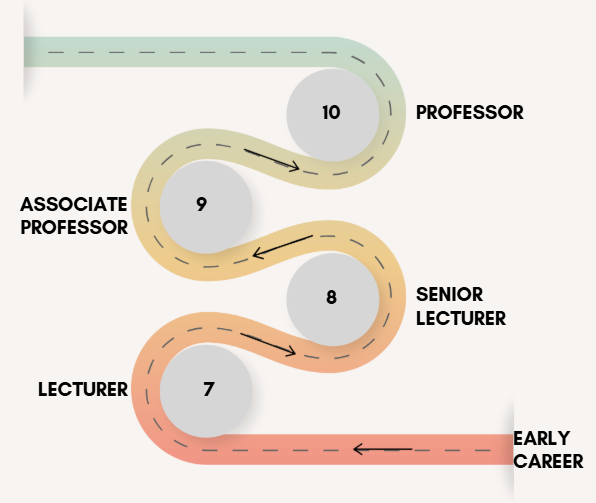 10
PROFESSOR
ASSOCIATE
PROFESSOR
9
8
SENIOR
LECTURER
LECTURER
7
EARLY
CAREER